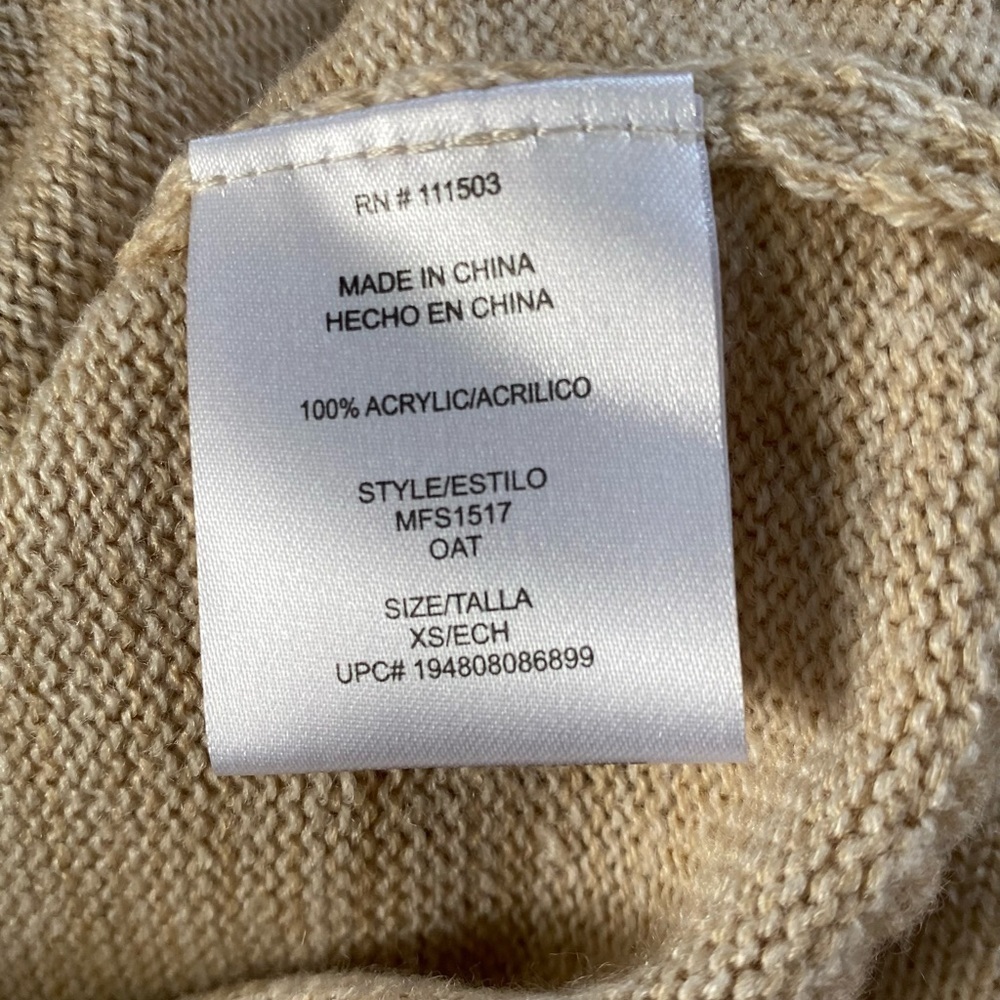 RN # 111503
MADE IN CHINA
HECHO EN CHINA
100% ACRYLIC/ACRILICO
STYLE/ESTILO
MFS1517
OAT
SIZE/TALLA
XS/ECH
UPC# 194808086899